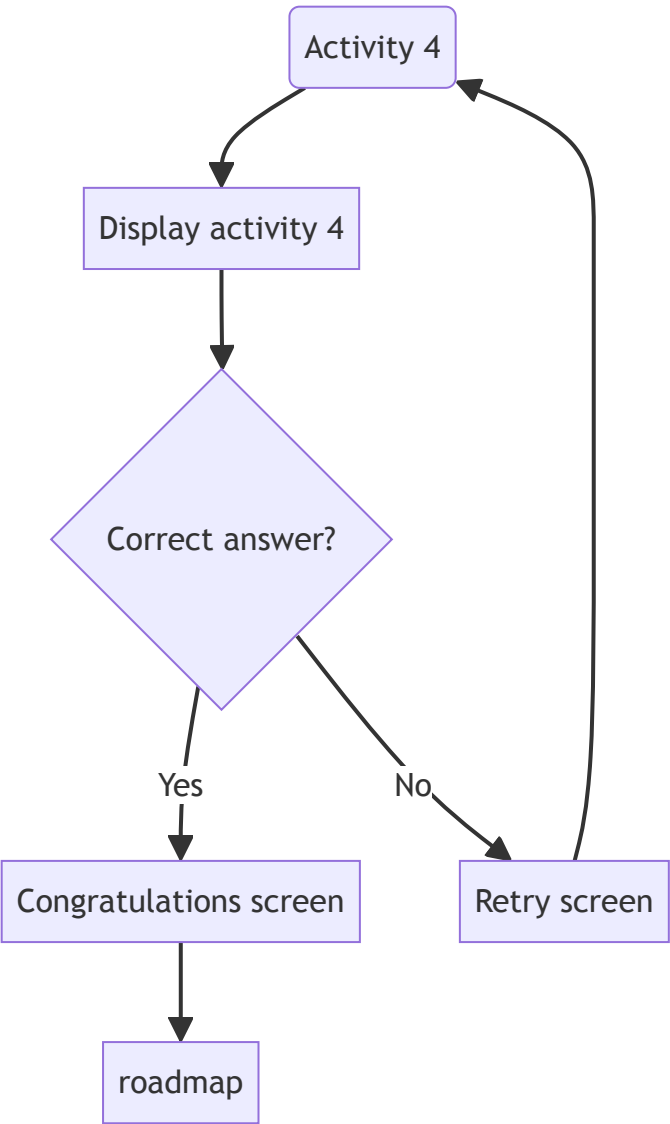 Activity 4
Display activity 4
Correct answer?
Yes
No
Congratulations screen
Retry screen
roadmap